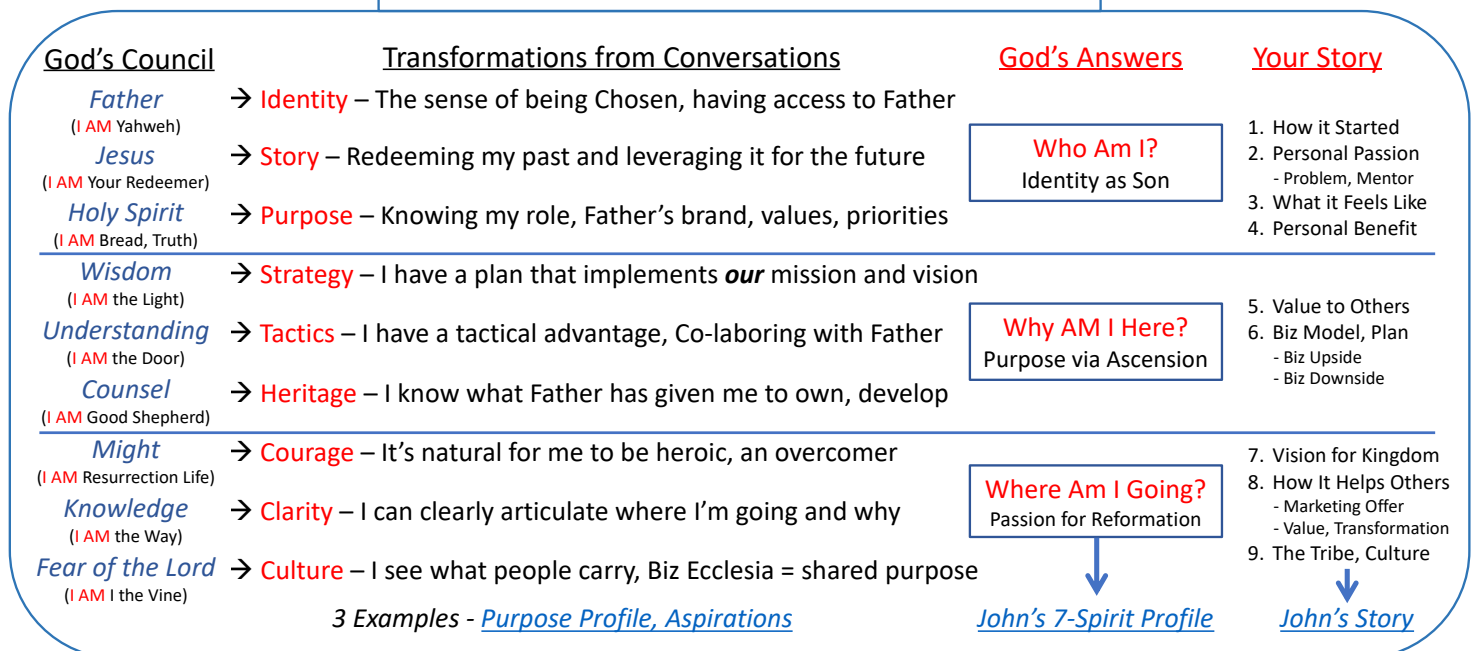 God's Council
Transformations from Conversations
God's Answers
Your Story
Father
(I AM Yahweh)
→ Identity – The sense of being Chosen, having access to Father
Jesus
(I AM Your Redeemer)
→ Story – Redeeming my past and leveraging it for the future
Holy Spirit
(I AM Bread, Truth)
→ Purpose – Knowing my role, Father's brand, values, priorities
Who Am I?
Identity as Son
1. How it Started
2. Personal Passion
- Problem, Mentor
3. What it Feels Like
4. Personal Benefit
Wisdom
(I AM the Light)
→ Strategy – I have a plan that implements our mission and vision
Understanding
(I AM the Door)
→ Tactics – I have a tactical advantage, Co-laboring with Father
Counsel
(I AM Good Shepherd)
→ Heritage – I know what Father has given me to own, develop
Why AM I Here?
Purpose via Ascension
5. Value to Others
6. Biz Model, Plan
- Biz Upside
- Biz Downside
Might
(I AM Resurrection Life)
→ Courage – It's natural for me to be heroic, an overcomer
Knowledge
(I AM the Way)
→ Clarity – I can clearly articulate where I'm going and why
Fear of the Lord
(I AM I the Vine)
→ Culture – I see what people carry, Biz Ecclesia = shared purpose
Where Am I Going?
Passion for Reformation
7. Vision for Kingdom
8. How It Helps Others
- Marketing Offer
- Value, Transformation
9. The Tribe, Culture
3 Examples - Purpose Profile, Aspirations
John's 7-Spirit Profile
John's Story